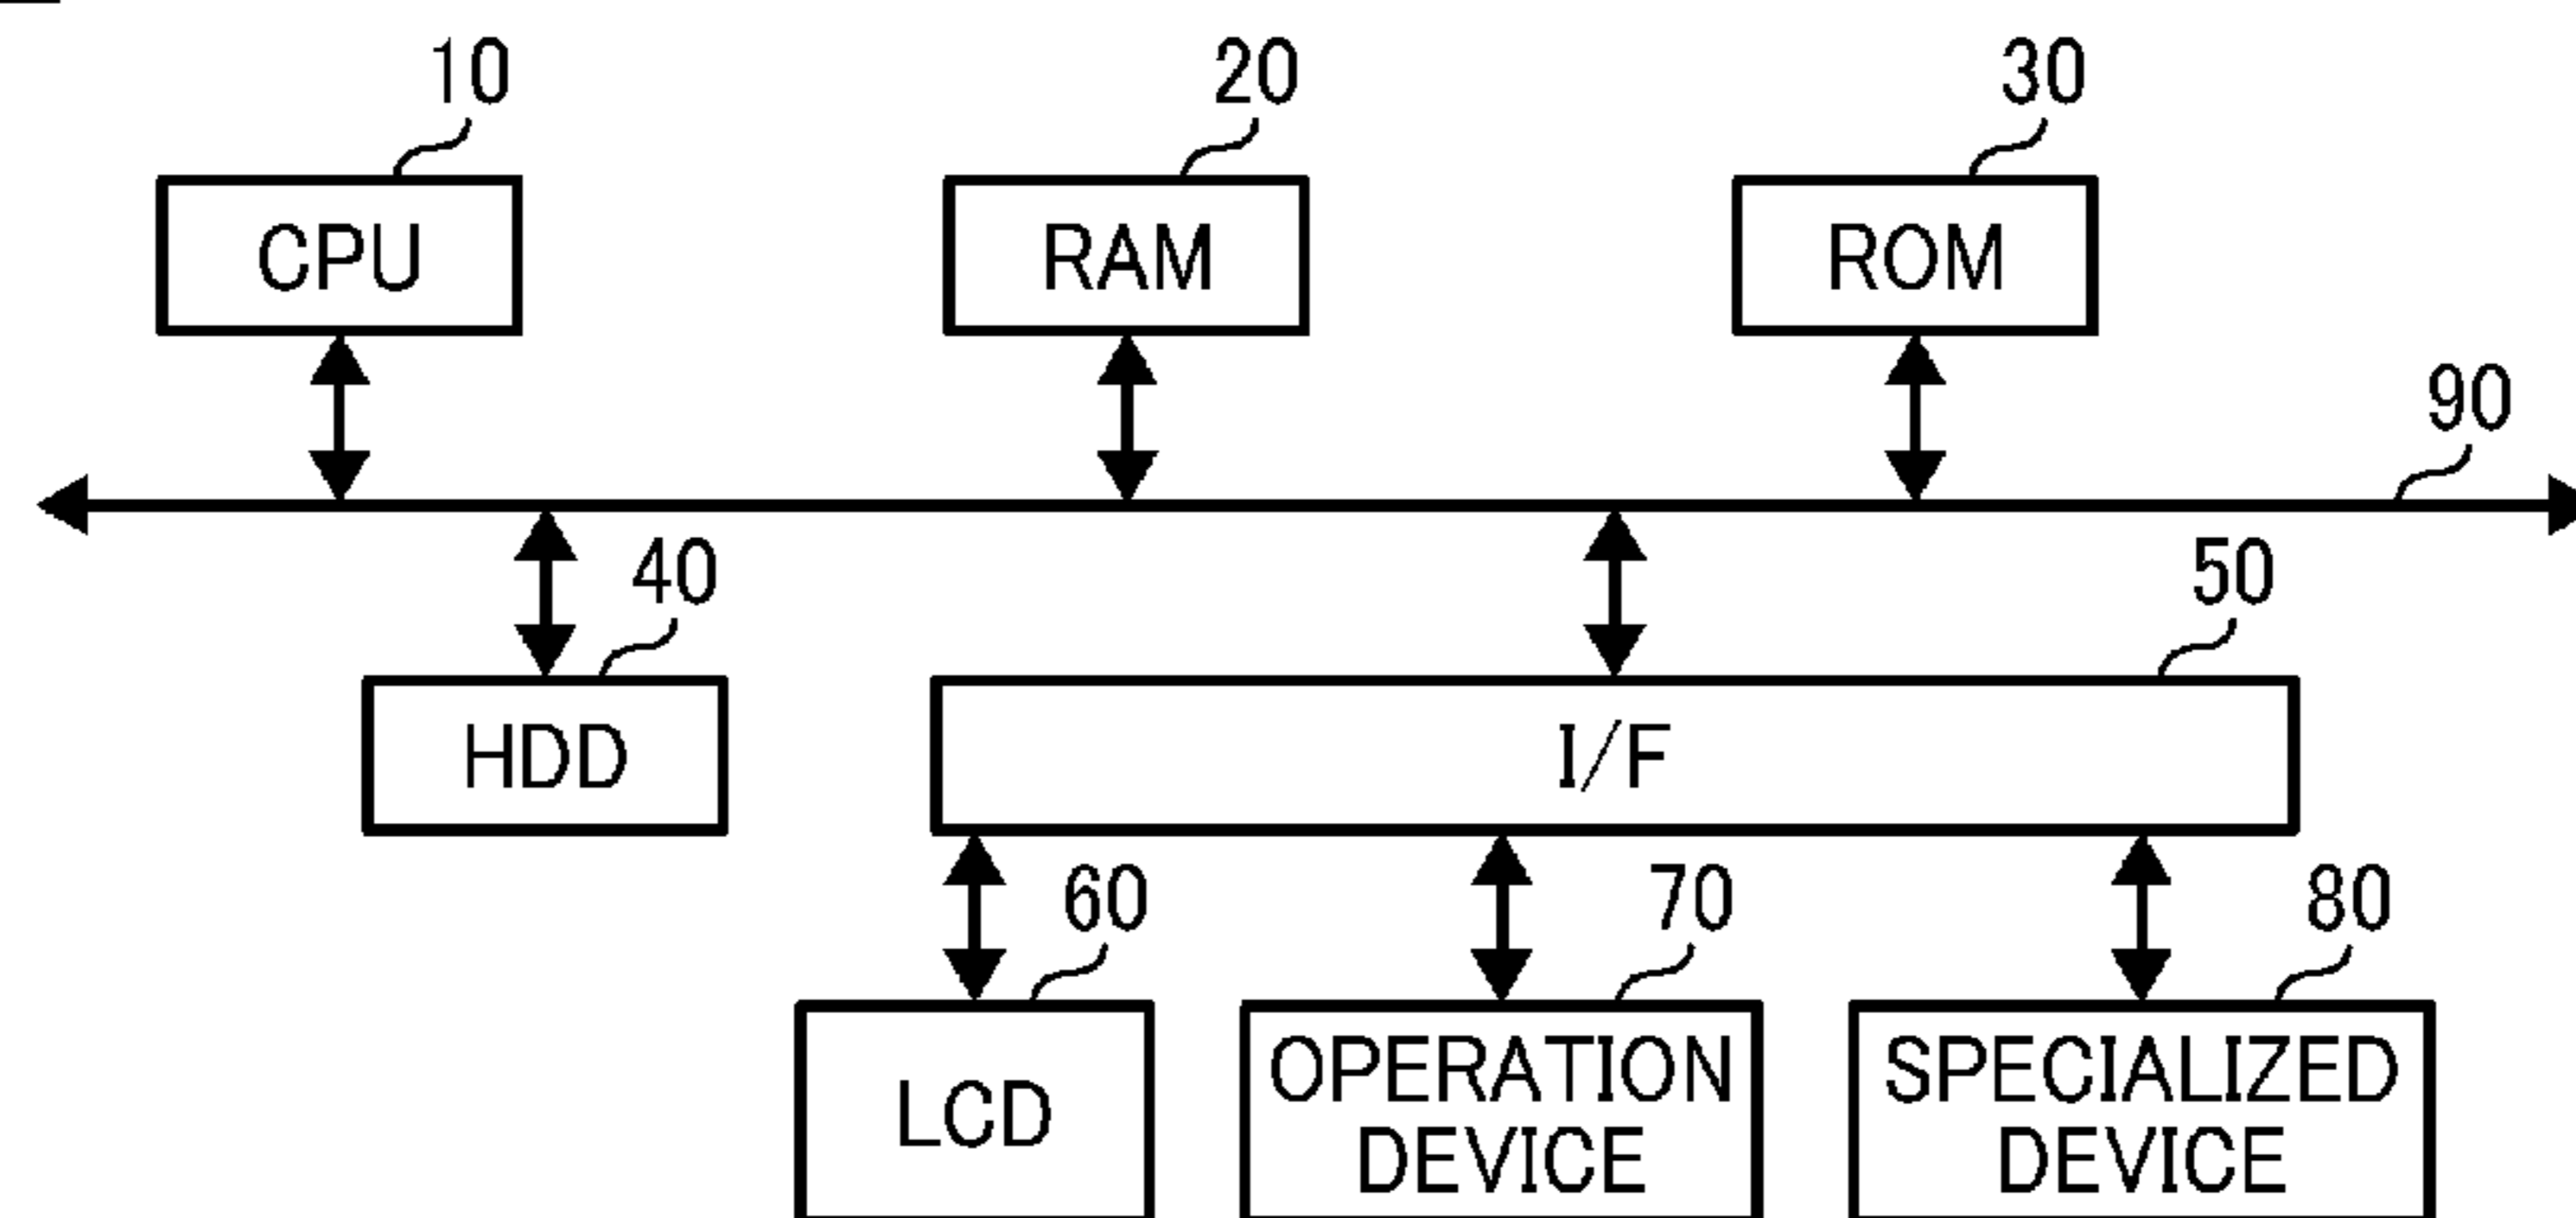 10
20
30
CPU
RAM
ROM
90
40
50
HDD
I/F
60
70
80
LCD
OPERATION
DEVICE
SPECIALIZED
DEVICE